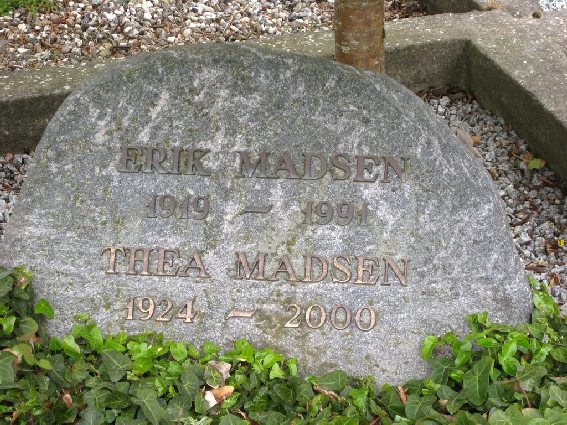 ERIK MADSEN
1919 – 1991
THEA MADSEN
1924 – 2000